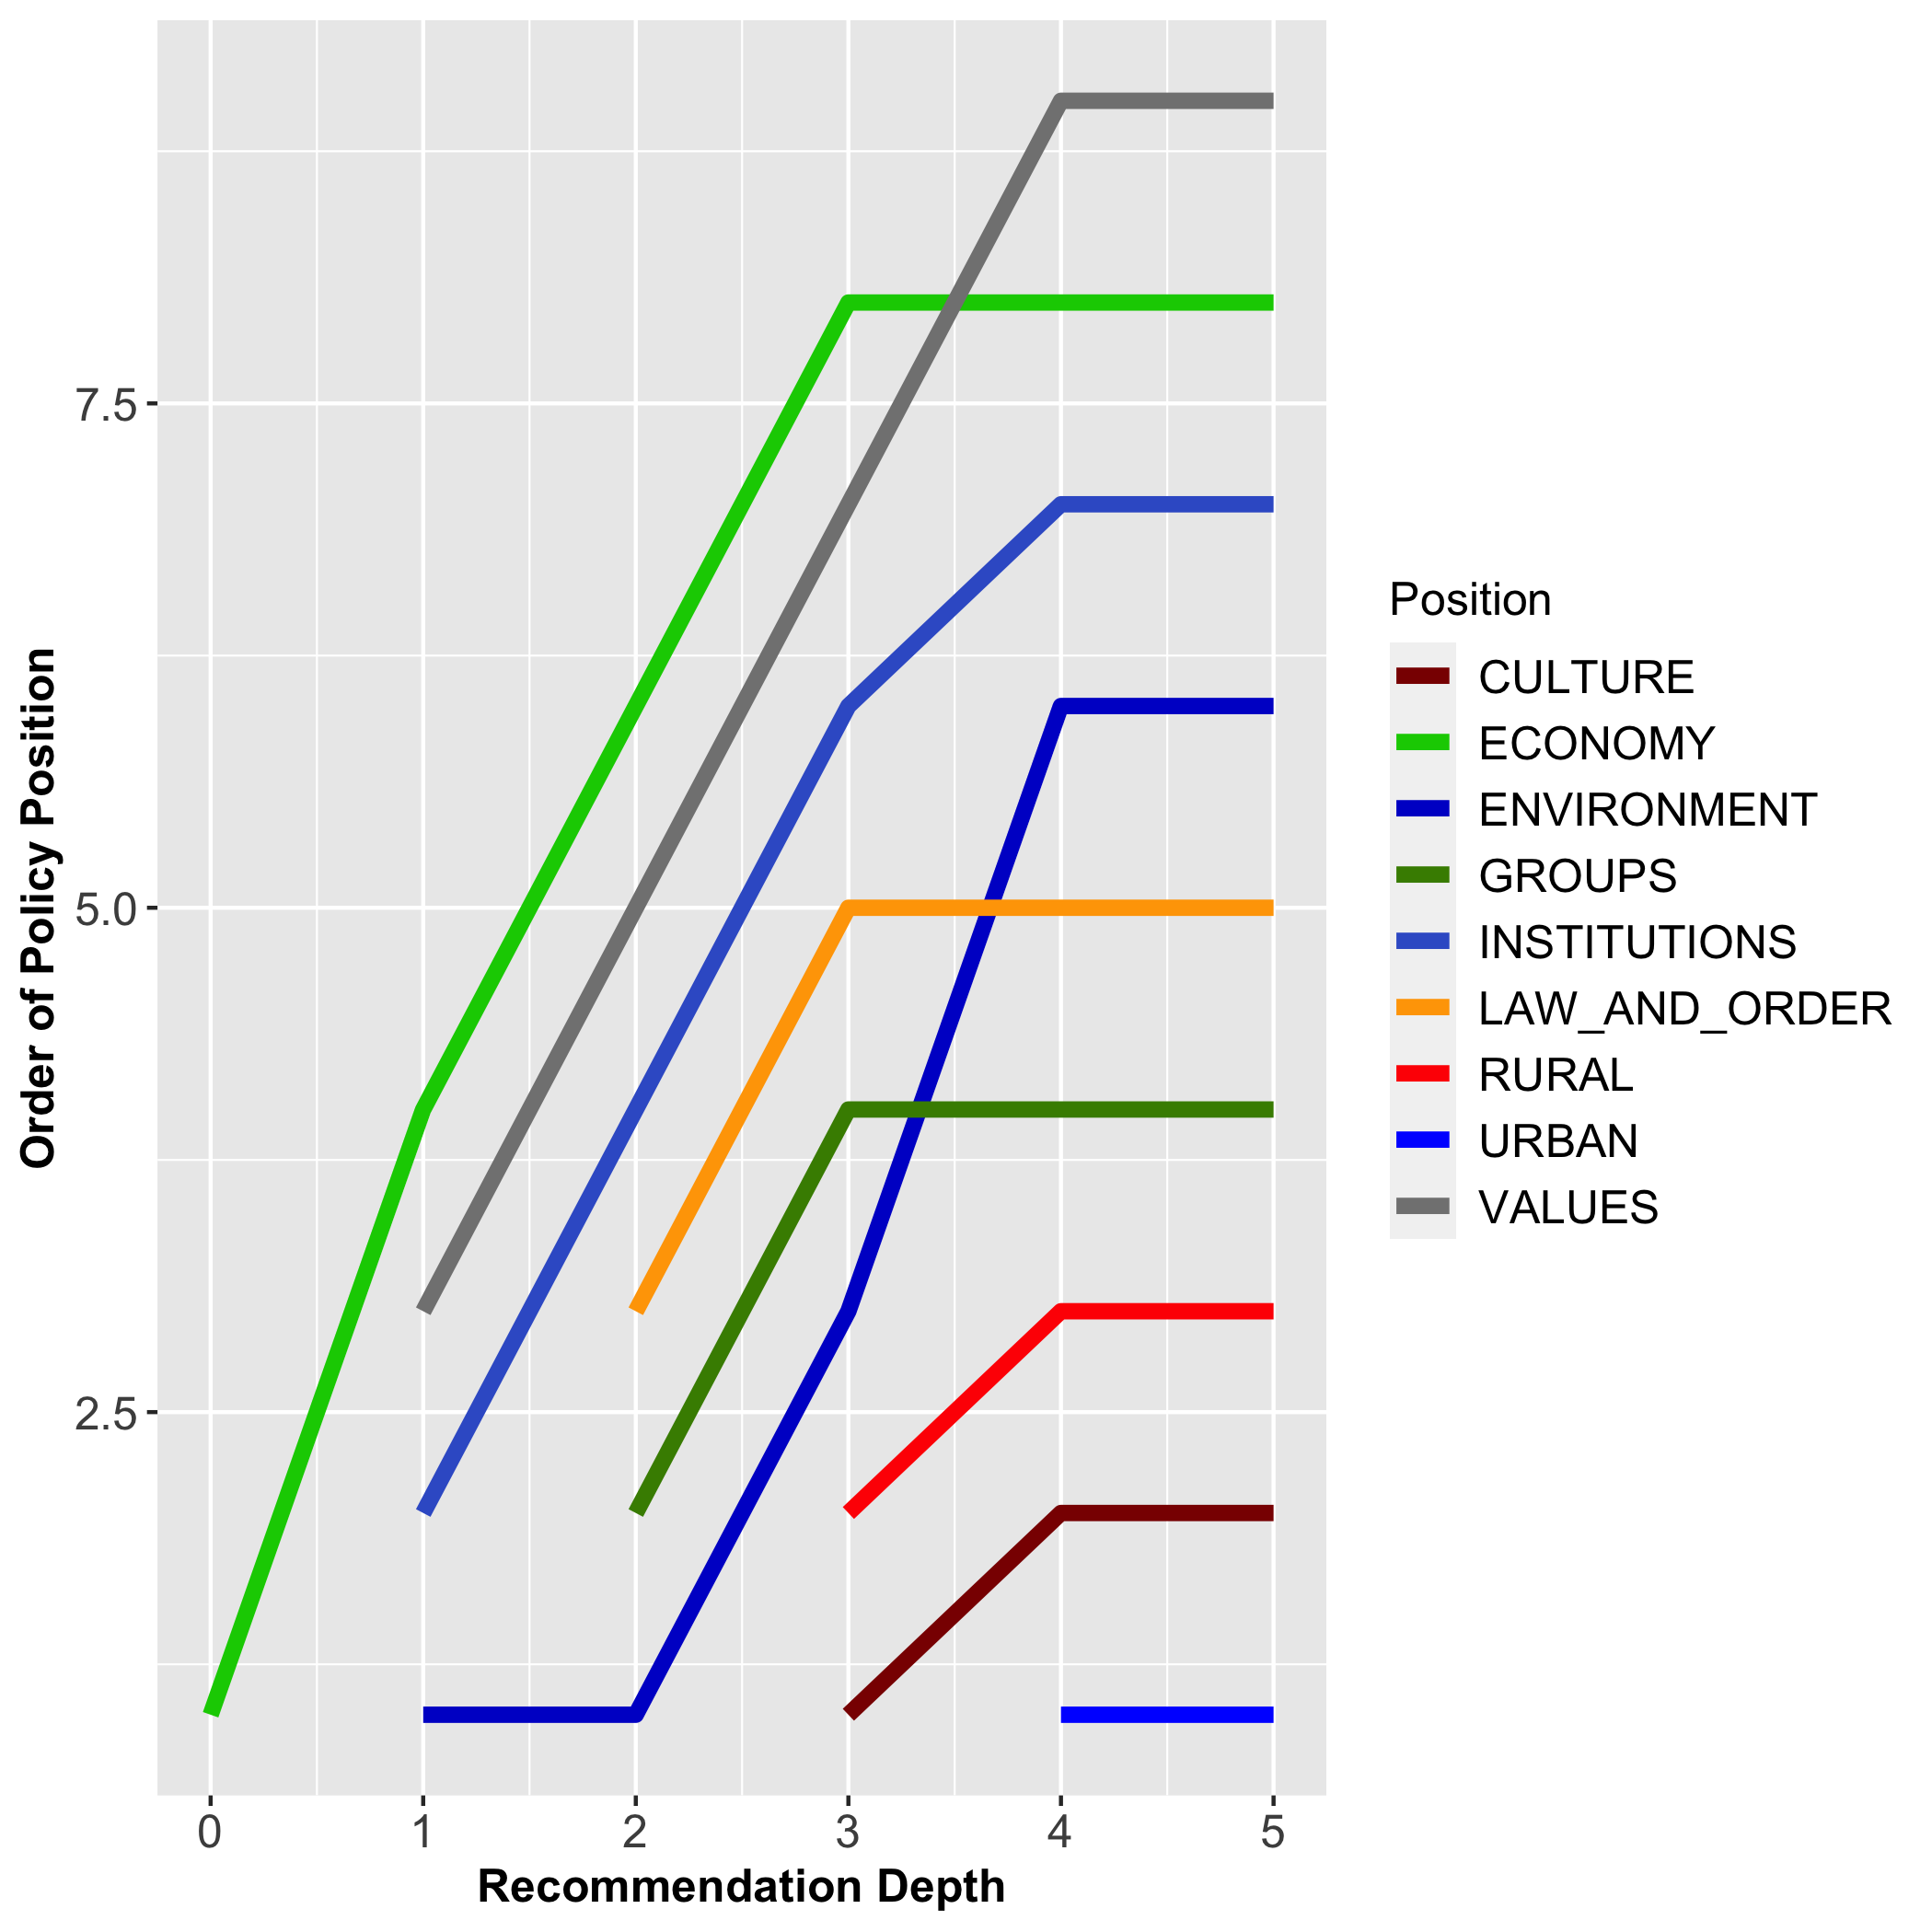 Order of Policy Position
7.5
5.0
2.5
0 1 2 3 4 5
Recommendation Depth
Position
CULTURE
ECONOMY
ENVIRONMENT
GROUPS
INSTITUTIONS
LAW_AND_ORDER
RURAL
URBAN
VALUES